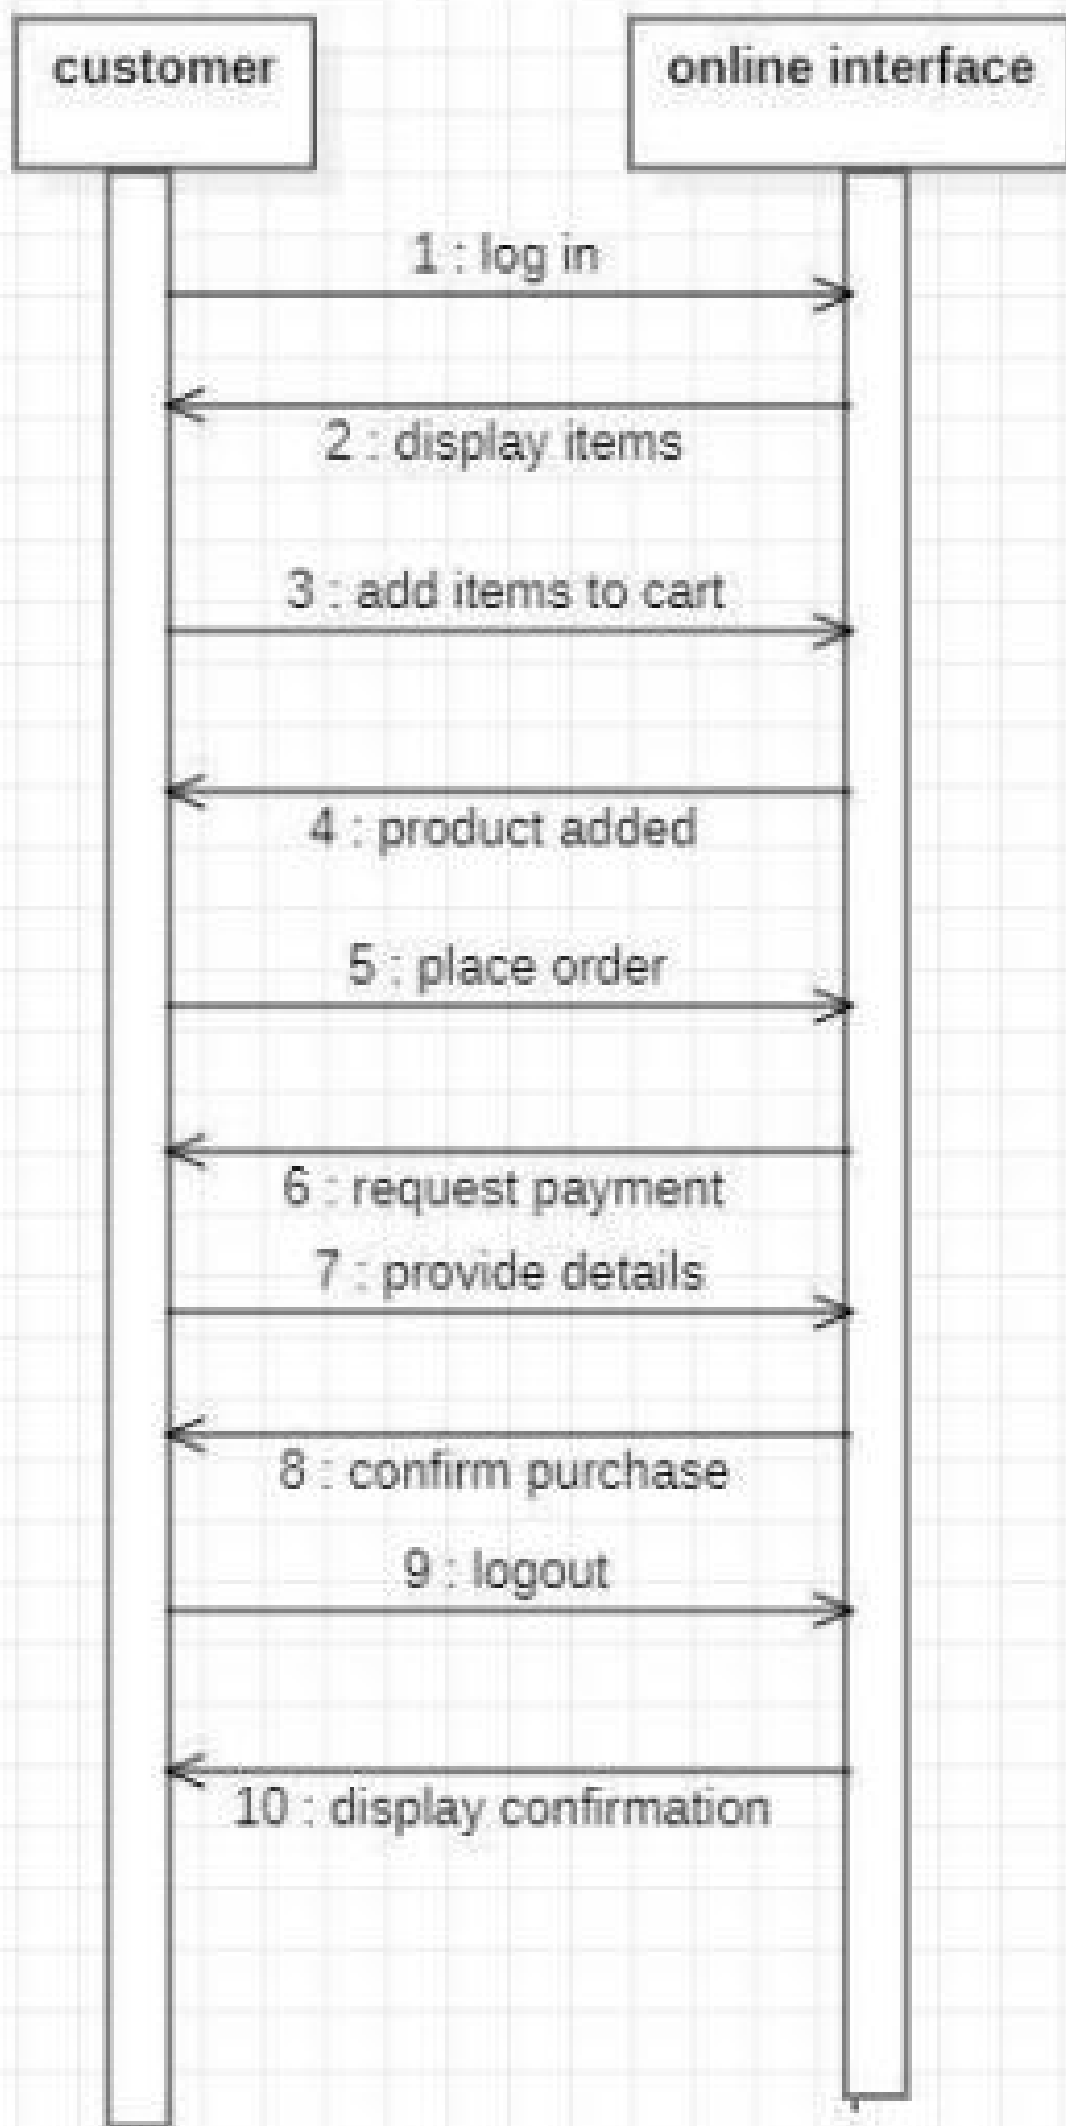 customer
online interface
1 : log in
2 : display items
3 : add items to cart
4 : product added
5 : place order
6 : request payment
7 : provide details
8 : confirm purchase
9 : logout
10 : display confirmation